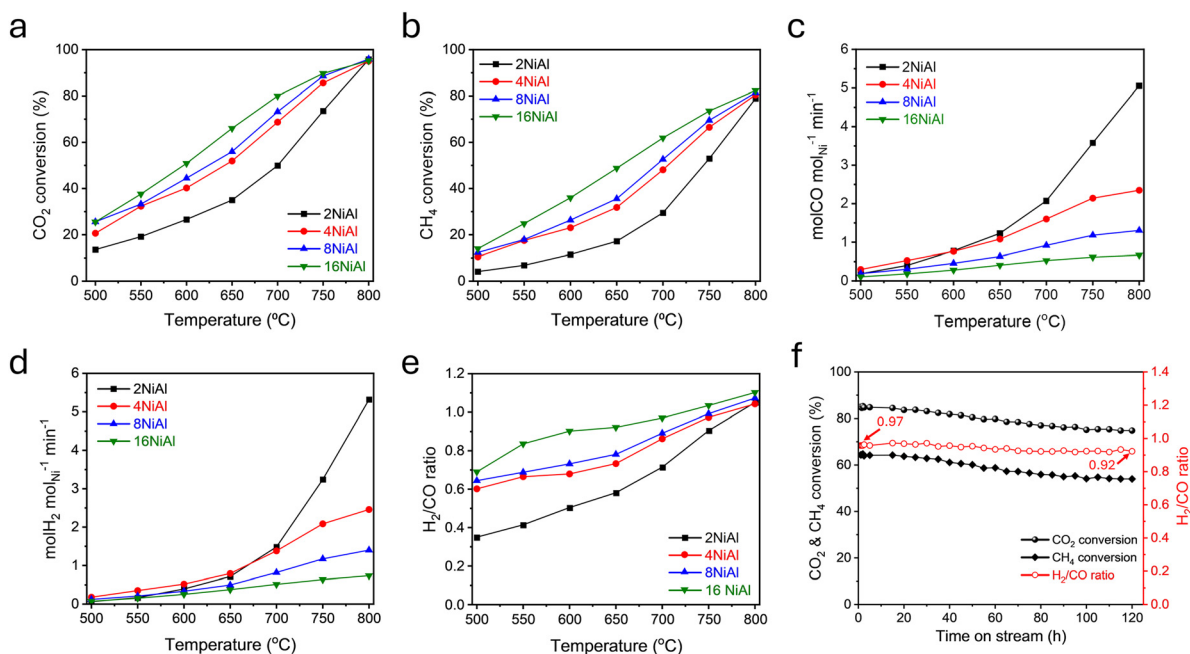 a
CO₂ conversion (%)
100
80
60
40
20
0
2NiAl
4NiAl
8NiAl
16NiAl
500 550 600 650 700 750 800
Temperature (ºC)
b
CH₄ conversion (%)
100
80
60
40
20
0
2NiAl
4NiAl
8NiAl
16NiAl
500 550 600 650 700 750 800
Temperature (ºC)
c
molCO molNi⁻¹ min⁻¹
6
5
4
3
2
1
0
2NiAl
4NiAl
8NiAl
16NiAl
500 550 600 650 700 750 800
Temperature (°C)
d
molH₂ molNi⁻¹ min⁻¹
6
5
4
3
2
1
0
2NiAl
4NiAl
8NiAl
16NiAl
500 550 600 650 700 750 800
Temperature (°C)
e
H₂/CO ratio
1.2
1.0
0.8
0.6
0.4
0.2
0.0
2NiAl
4NiAl
8NiAl
16 NiAl
500 550 600 650 700 750 800
Temperature (°C)
f
CO₂ & CH₄ conversion (%)
100
80
60
40
20
0
0.97
0.92
CO₂ conversion
CH₄ conversion
H₂/CO ratio
0 20 40 60 80 100 120
Time on stream (h)
1.4
1.2
1.0
0.8
0.6
0.4
0.2
0.0
H₂/CO ratio